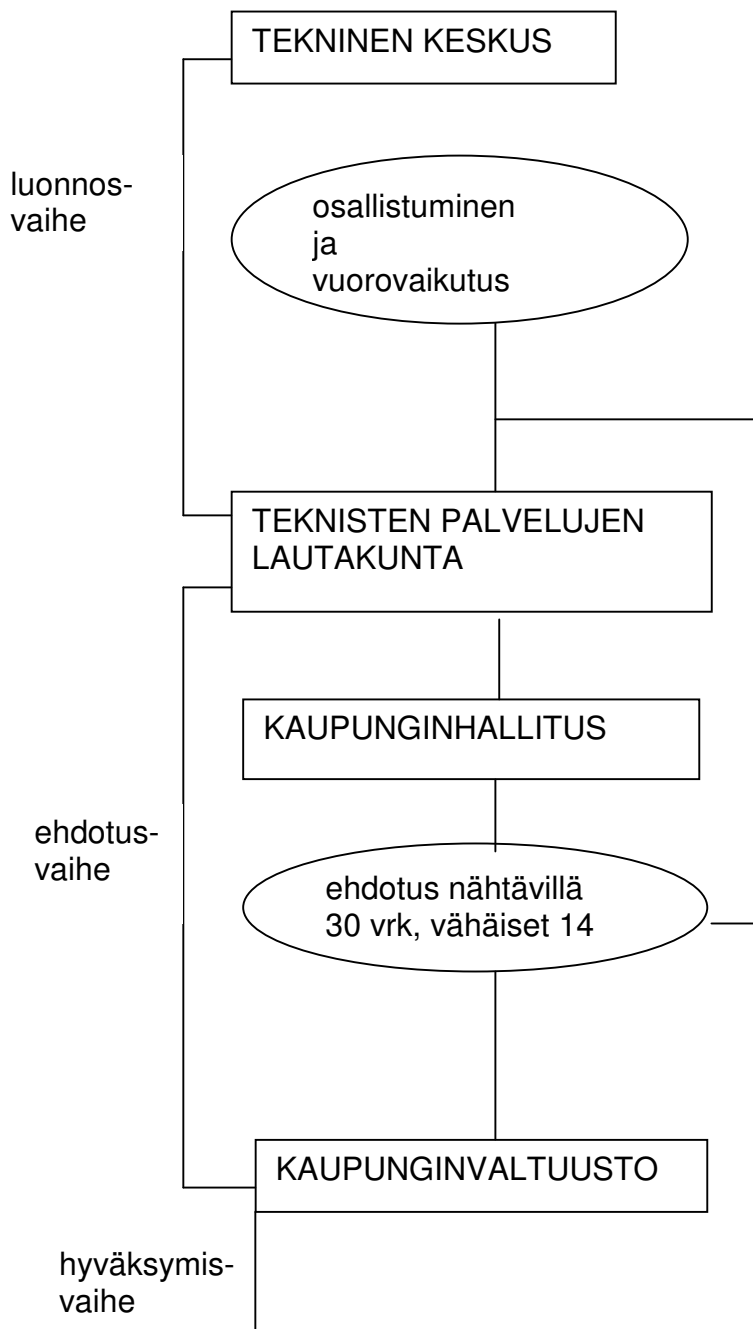 TEKNINEN KESKUS
luonnos-
vaihe
osallistuminen
ja
vuorovaikutus
TEKNISTEN PALVELUJEN
LAUTAKUNTA
KAUPUNGINHALLITUS
ehdotus-
vaihe
ehdotus nähtävillä
30 vrk, vähäiset 14
KAUPUNGINVALTUUSTO
hyväksymis-
vaihe